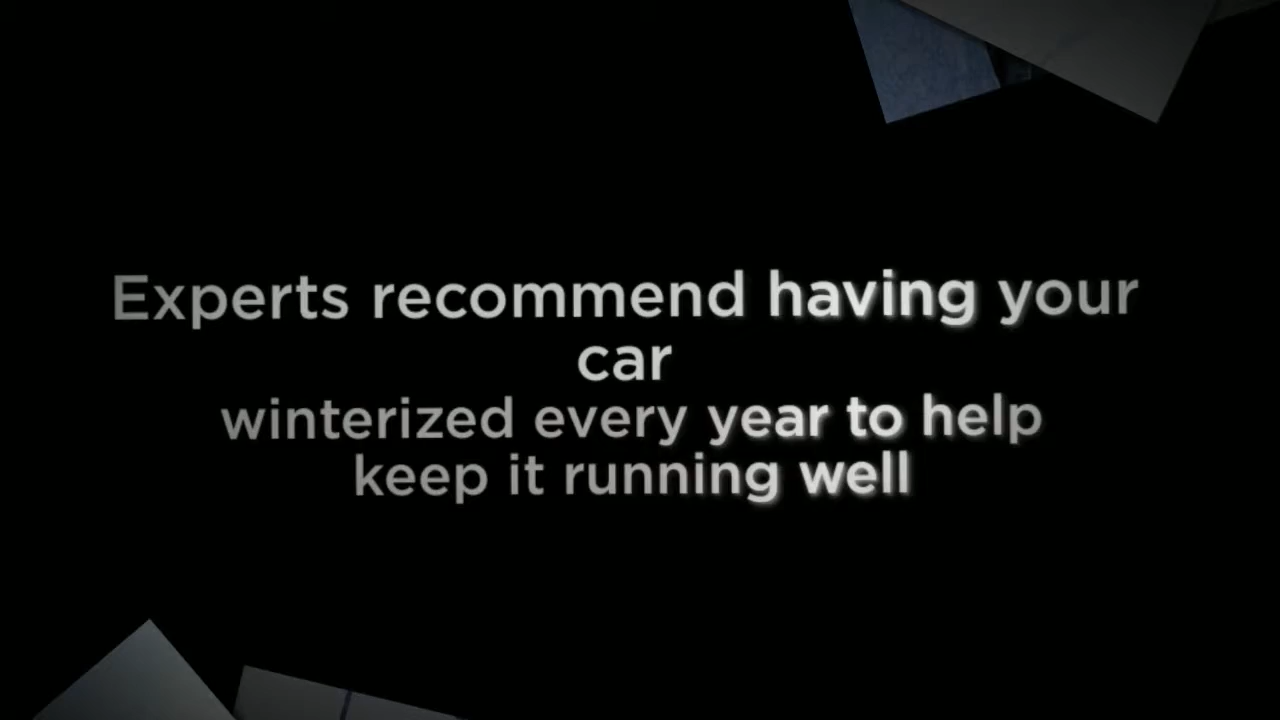 Experts recommend having your
car
winterized every year to help
keep it running well